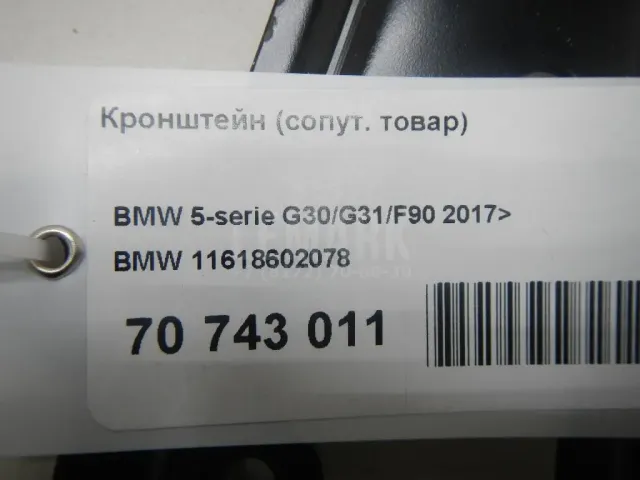 Кронштейн (сопут. товар)
BMW 5-serie G30/G31/F90 2017>
BMW 11618602078
70 743 011